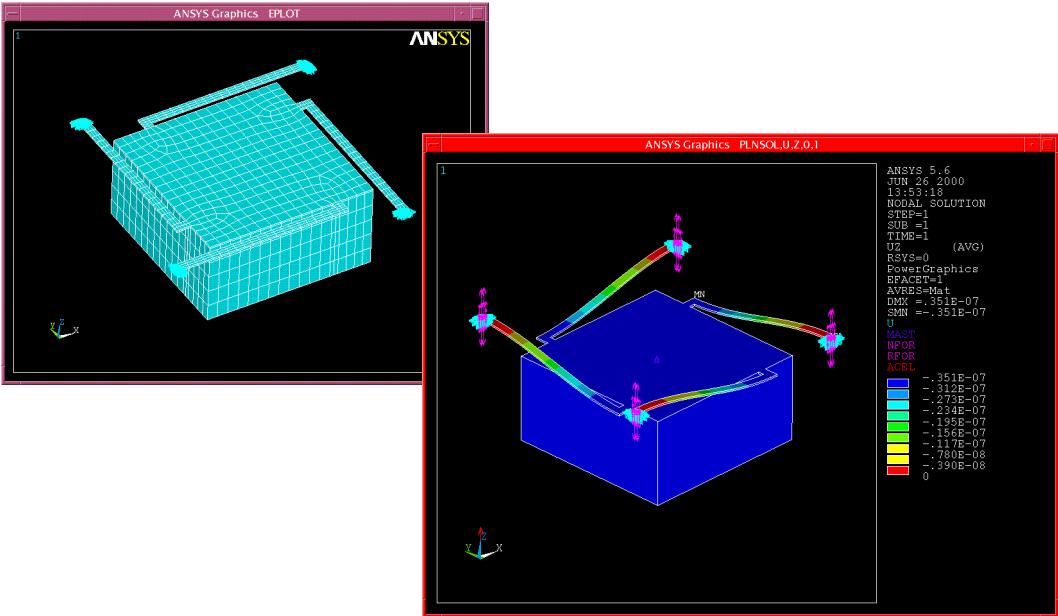 ANSYS Graphics EPLOT
1
ANSYS
Z
Y
X
ANSYS Graphics PLNSOL,U,Z,0,1
1
ANSYS 5.6
JUN 26 2000
13:53:18
NODAL SOLUTION
STEP=1
SUB =1
TIME=1
UZ (AVG)
RSYS=0
PowerGraphics
EFACET=1
AVRES=Mat
DMX =.351E-07
SMN =-.351E-07
U
MAST
NFOR
RFOR
ACEL
-.351E-07
-.312E-07
-.273E-07
-.234E-07
-.195E-07
-.156E-07
-.117E-07
-.780E-08
-.390E-08
0
MN
Z
Y
X